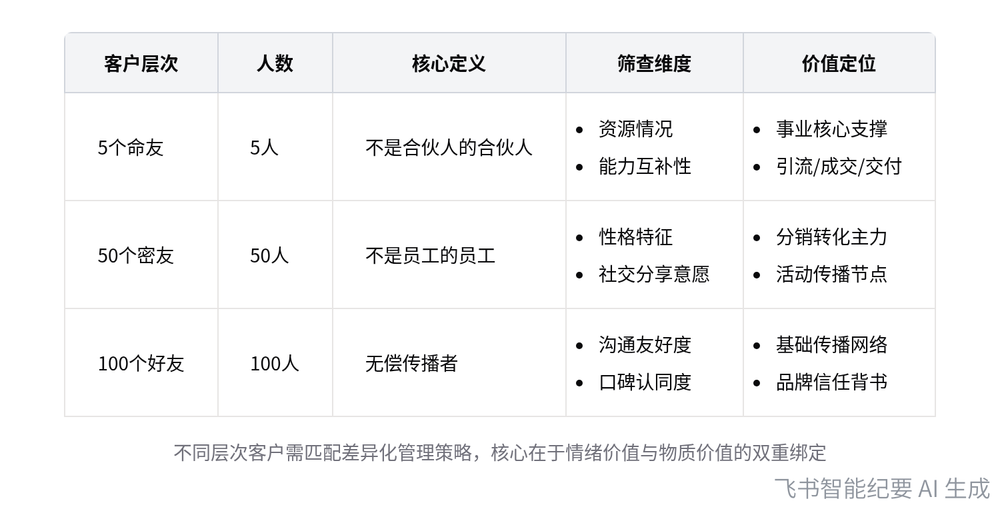 客户层次 人数 核心定义 筛查维度 价值定位
5个命友 5人 不是合伙人的合伙人 • 资源情况 • 能力互补性 • 事业核心支撑 • 引流/成交/交付
50个密友 50人 不是员工的员工 • 性格特征 • 社交分享意愿 • 分销转化主力 • 活动传播节点
100个好友 100人 无偿传播者 • 沟通友好度 • 口碑认同度 • 基础传播网络 • 品牌信任背书
不同层次客户需匹配差异化管理策略，核心在于情绪价值与物质价值的双重绑定
飞书智能纪要 AI 生成